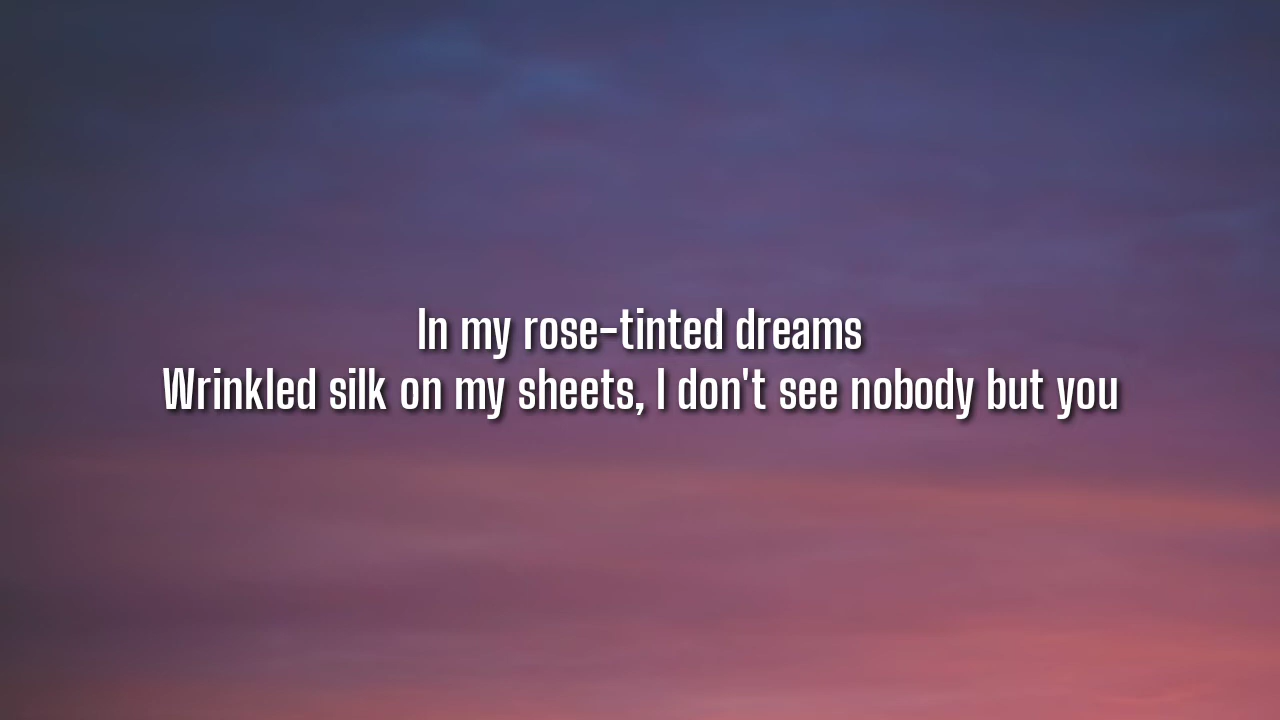 In my rose-tinted dreams
Wrinkled silk on my sheets, I don't see nobody but you